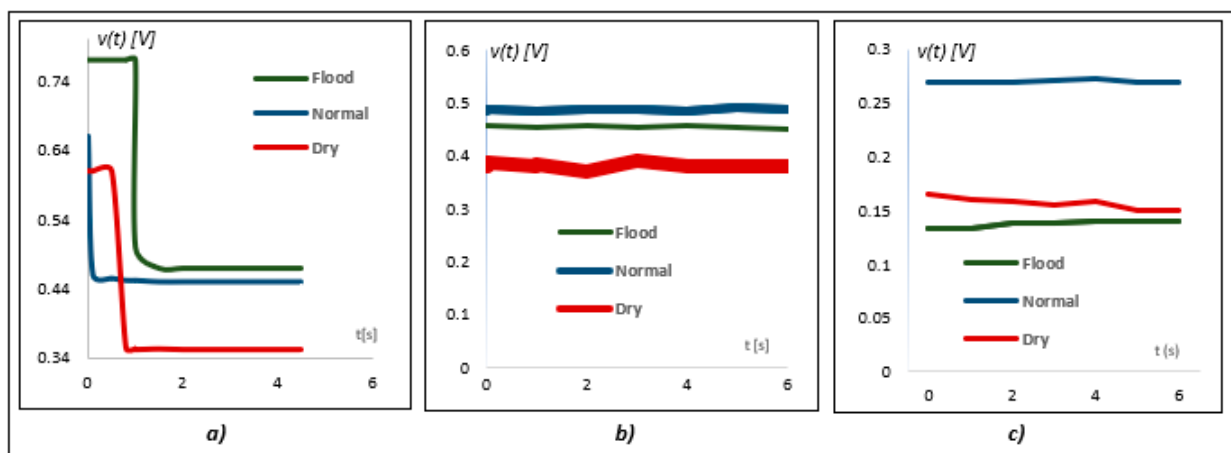 v(t) [V]
0.74
0.64
0.54
0.44
0.34
Flood
Normal
Dry
t[s]
0 2 4 6
a)
v(t) [V]
0.6
0.5
0.4
0.3
0.2
0.1
0
Flood
Normal
Dry
t [s]
0 2 4 6
b)
v(t) [V]
0.3
0.25
0.2
0.15
0.1
0.05
0
Flood
Normal
Dry
t (s)
0 2 4 6
c)